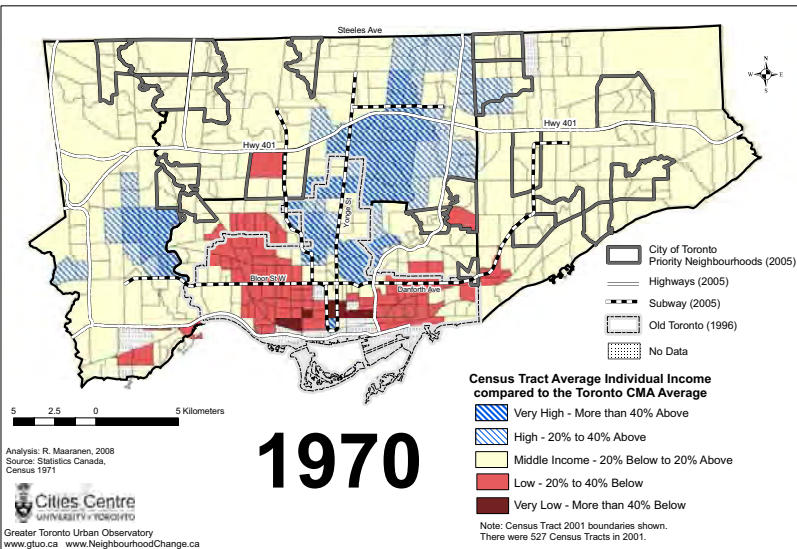 Steeles Ave
N
W E
S
Hwy 401
Hwy 401
Yonge St
Bloor St W
Danforth Ave
City of Toronto
Priority Neighbourhoods (2005)
Highways (2005)
Subway (2005)
Old Toronto (1996)
No Data
Census Tract Average Individual Income
compared to the Toronto CMA Average
Very High - More than 40% Above
High - 20% to 40% Above
Middle Income - 20% Below to 20% Above
Low - 20% to 40% Below
Very Low - More than 40% Below
Note: Census Tract 2001 boundaries shown.
There were 527 Census Tracts in 2001.
5 2.5 0 5 Kilometers
1970
Analysis: R. Maaranen, 2008
Source: Statistics Canada,
Census 1971
Cities Centre
UNIVERSITY OF TORONTO
Greater Toronto Urban Observatory
www.gtuo.ca www.NeighbourhoodChange.ca